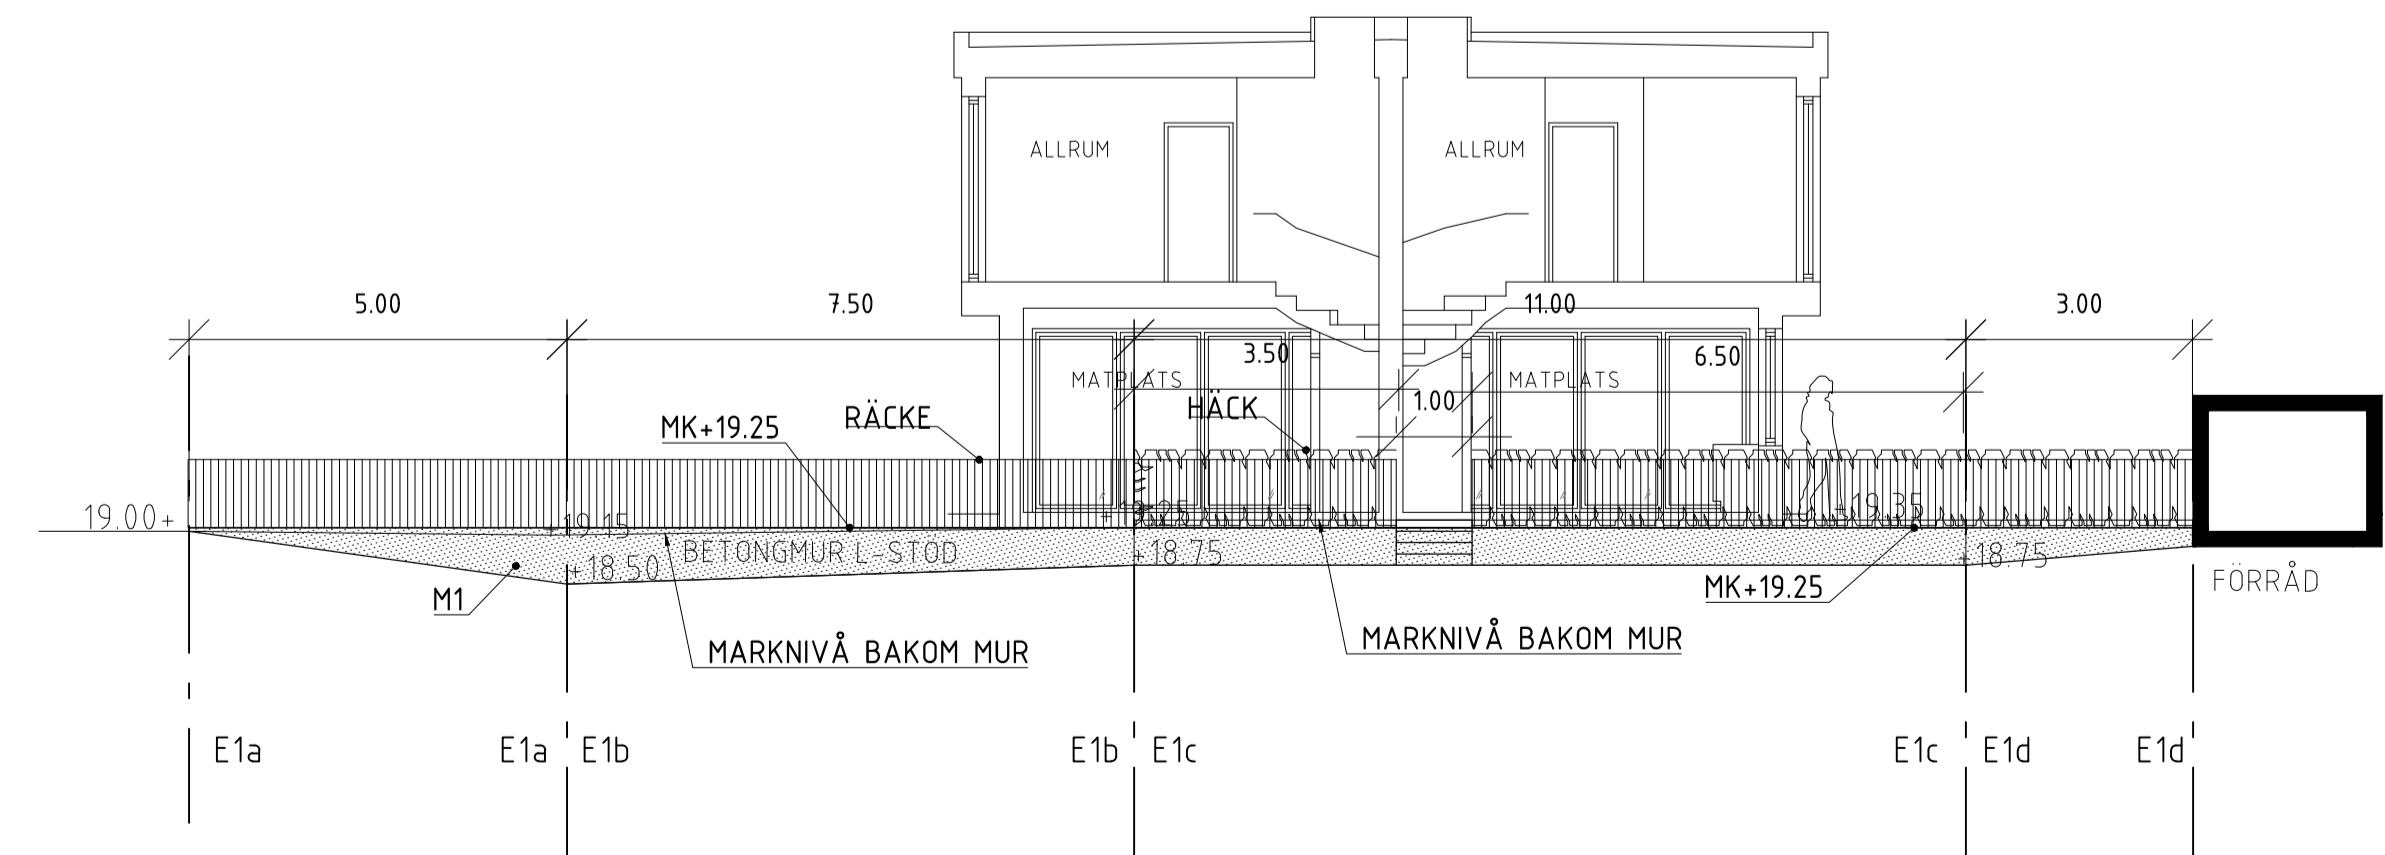 ALLRUM
ALLRUM
5.00
7.50
11.00
3.00
3.50
6.50
MATPLATS
MATPLATS
1.00
HÄCK
RÄCKE
MK+19.25
19.00+
+19.15
+19.25
+19.35
BETONGMUR L-STÖD
+18.75
+18.75
+18.50
MK+19.25
FÖRRÅD
M1
MARKNIVÅ BAKOM MUR
MARKNIVÅ BAKOM MUR
E1a
E1a
E1b
E1b
E1c
E1c
E1d
E1d